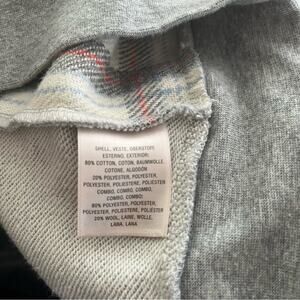 SHELL, VESTE, OBERSTOFF
ESTERNO, EXTERIOR:
80% COTTON, COTON, BAUMWOLLE,
COTONE, ALGODON
20% POLYESTER, POLYESTER,
POLYESTER, POLIESTERE, POLIESTER
COMBO, COMBO, COMBO,
COMBO, COMBO:
80% POLYESTER, POLYESTER,
POLYESTER, POLIESTERE, POLIESTER
20% WOOL, LAINE, WOLLE,
LANA, LANA